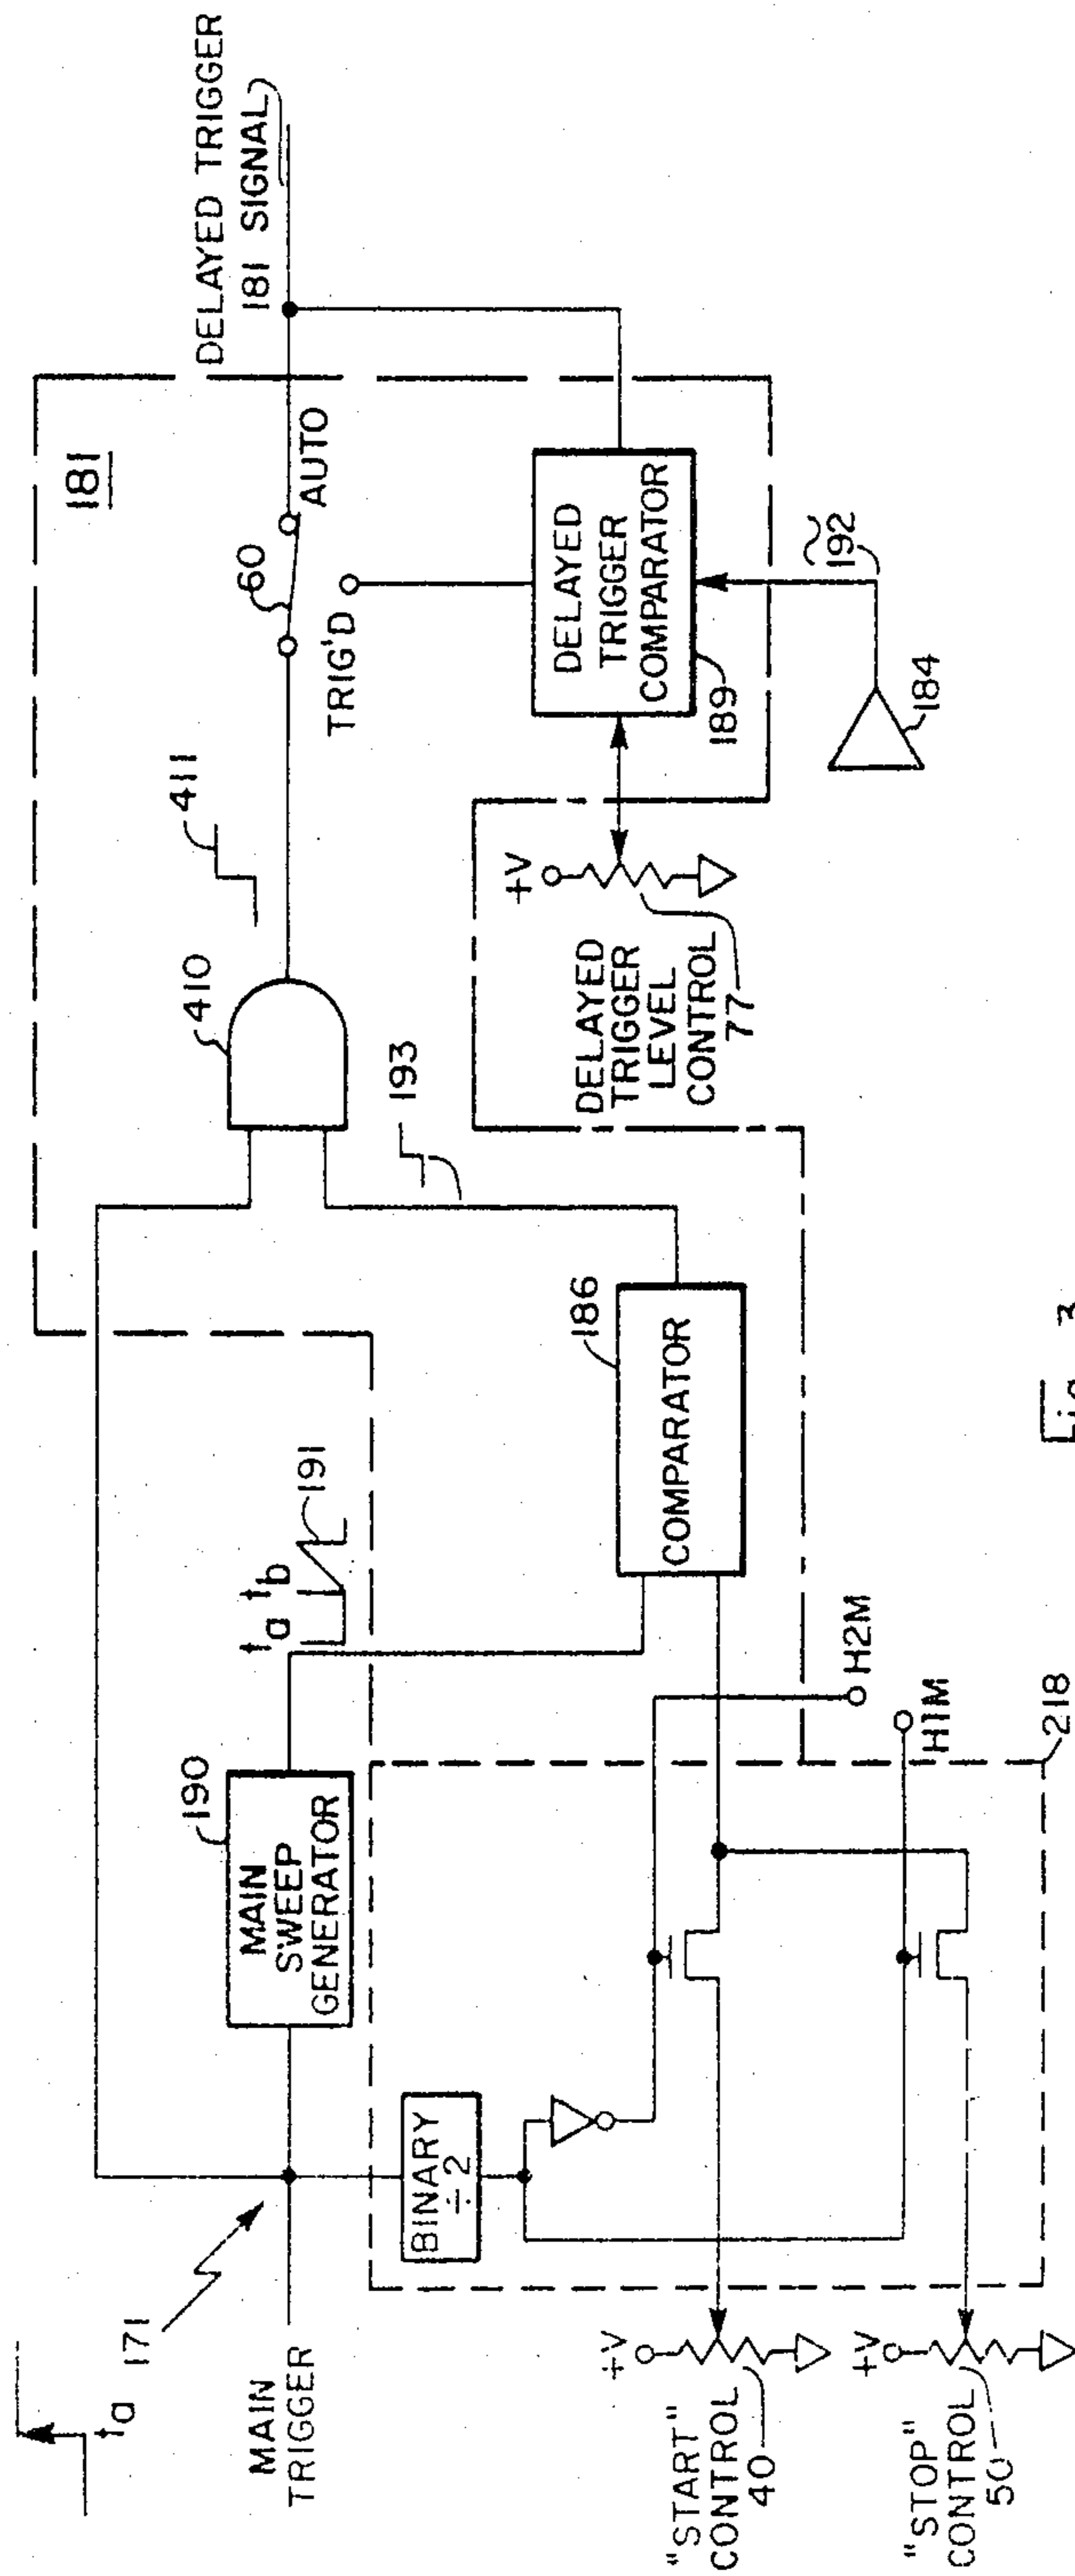 DELAYED TRIGGER
181 SIGNAL
181
60
AUTO
TRIG'D
411
410
DELAYED
TRIGGER
COMPARATOR
189
192
184
+V
DELAYED
TRIGGER
LEVEL
CONTROL
77
193
186
COMPARATOR
ta tb
191
190
MAIN
SWEEP
GENERATOR
H2M
H1M
218
BINARY
÷2
ta
171
MAIN
TRIGGER
+V
"START"
CONTROL
40
+V
"STOP"
CONTROL
50
Fig 3